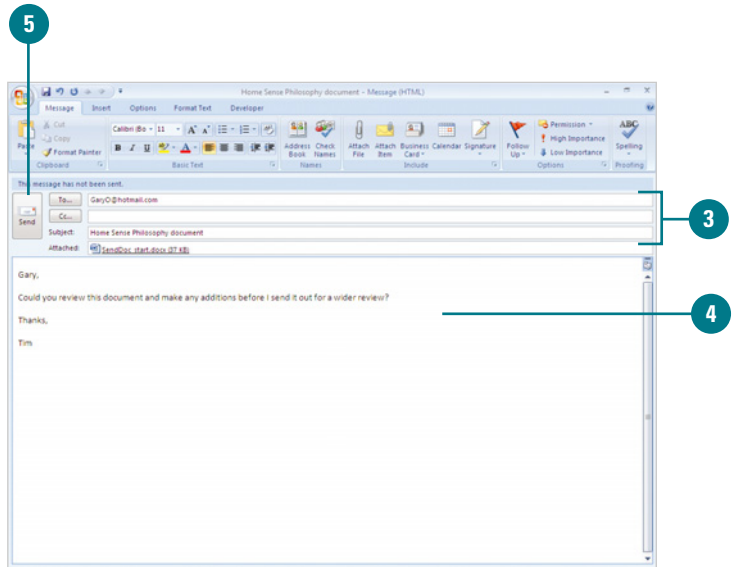 5
Home Sense Philosophy document - Message (HTML)
Message Insert Options Format Text Developer
Cut
Copy
Format Painter
Paste
Clipboard
Calibri (Bo 11
B I U
Basic Text
Address Book
Check Names
Names
Attach File
Attach Item
Business Card
Calendar
Signature
Include
Follow Up
Permission
High Importance
Low Importance
Options
ABC
Spelling
Proofing
This message has not been sent.
Send
To... GaryO@hotmail.com
Cc...
Subject: Home Sense Philosophy document
Attached: SendDoc_start.docx (37 KB)
3
Gary,
Could you review this document and make any additions before I send it out for a wider review?
4
Thanks,
Tim